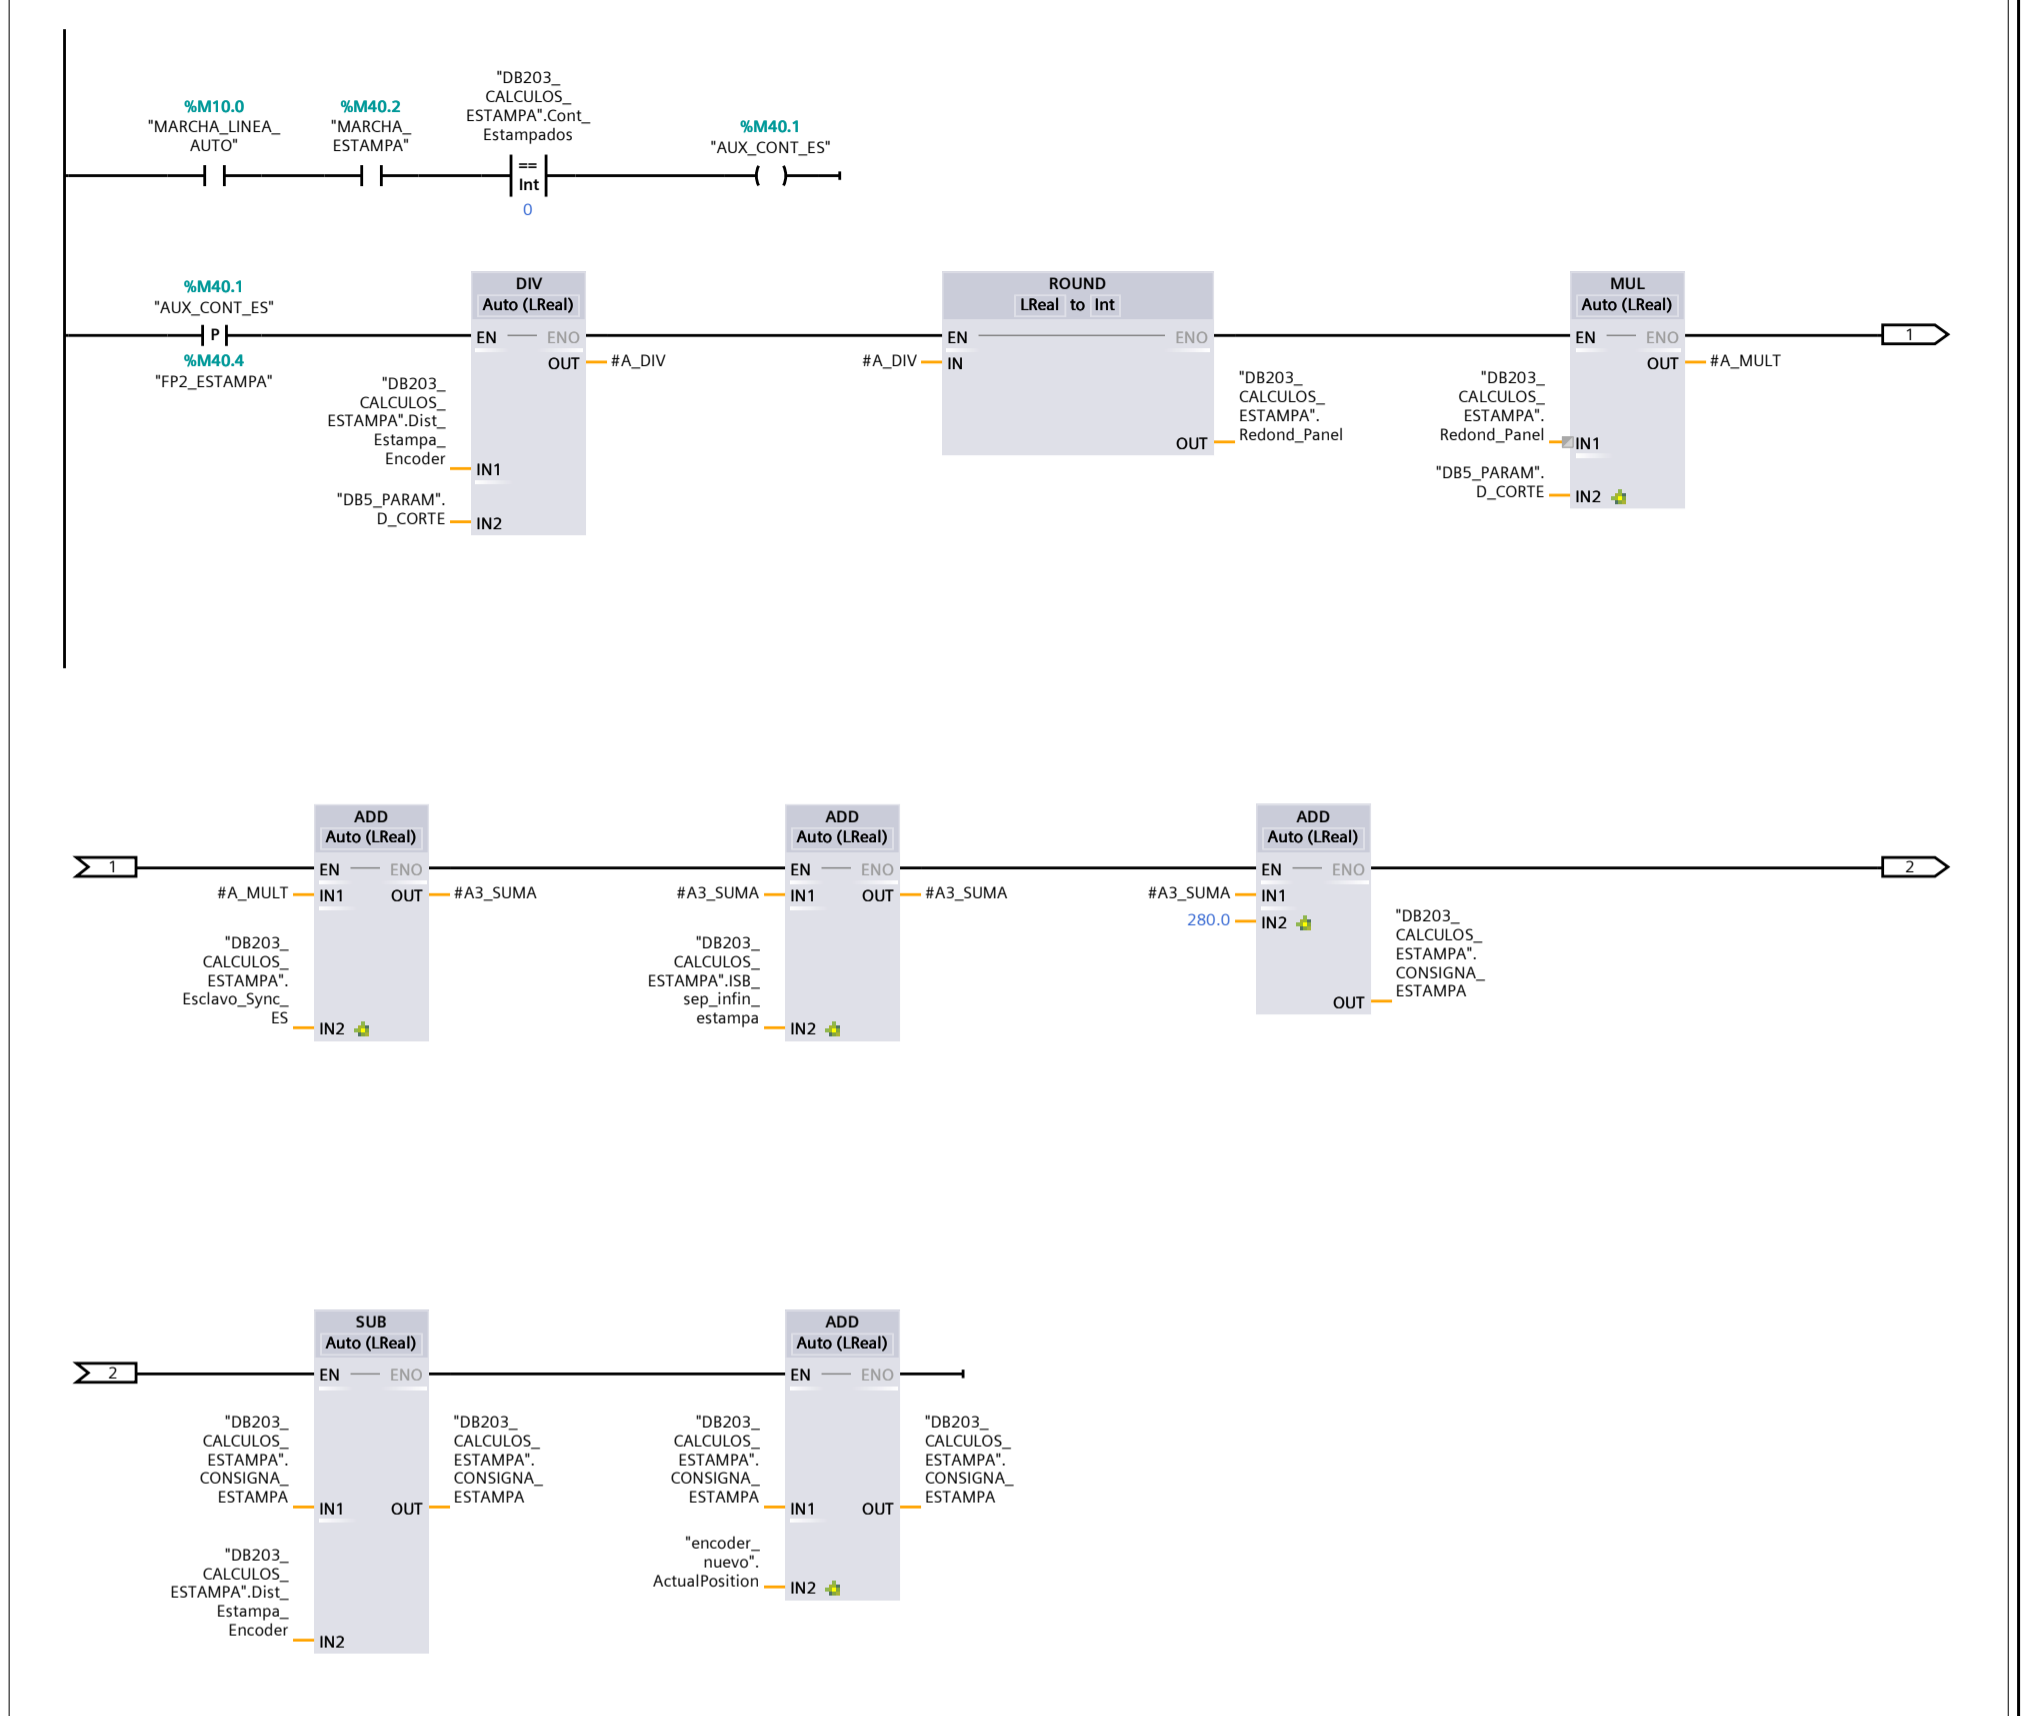 %M10.0
"MARCHA_LINEA_
AUTO"
%M40.2
"MARCHA_
ESTAMPA"
"DB203_
CALCULOS_
ESTAMPA".Cont_
Estampados
==
Int
0
%M40.1
"AUX_CONT_ES"
%M40.1
"AUX_CONT_ES"
P
%M40.4
"FP2_ESTAMPA"
DIV
Auto (LReal)
EN
ENO
OUT
#A_DIV
"DB203_
CALCULOS_
ESTAMPA".Dist_
Estampa_
Encoder
IN1
"DB5_PARAM".
D_CORTE
IN2
ROUND
LReal to Int
EN
ENO
#A_DIV
IN
OUT
"DB203_
CALCULOS_
ESTAMPA".
Redond_Panel
MUL
Auto (LReal)
EN
ENO
OUT
#A_MULT
"DB203_
CALCULOS_
ESTAMPA".
Redond_Panel
IN1
"DB5_PARAM".
D_CORTE
IN2
1
1
ADD
Auto (LReal)
EN
ENO
#A_MULT
IN1
OUT
#A3_SUMA
"DB203_
CALCULOS_
ESTAMPA".
Esclavo_Sync_
ES
IN2
ADD
Auto (LReal)
EN
ENO
#A3_SUMA
IN1
OUT
#A3_SUMA
"DB203_
CALCULOS_
ESTAMPA".ISB_
sep_infin_
estampa
IN2
ADD
Auto (LReal)
EN
ENO
#A3_SUMA
IN1
280.0
IN2
OUT
"DB203_
CALCULOS_
ESTAMPA".
CONSIGNA_
ESTAMPA
2
2
SUB
Auto (LReal)
EN
ENO
"DB203_
CALCULOS_
ESTAMPA".
CONSIGNA_
ESTAMPA
IN1
OUT
"DB203_
CALCULOS_
ESTAMPA".
CONSIGNA_
ESTAMPA
"DB203_
CALCULOS_
ESTAMPA".Dist_
Estampa_
Encoder
IN2
ADD
Auto (LReal)
EN
ENO
"DB203_
CALCULOS_
ESTAMPA".
CONSIGNA_
ESTAMPA
IN1
OUT
"DB203_
CALCULOS_
ESTAMPA".
CONSIGNA_
ESTAMPA
"encoder_
nuevo".
ActualPosition
IN2